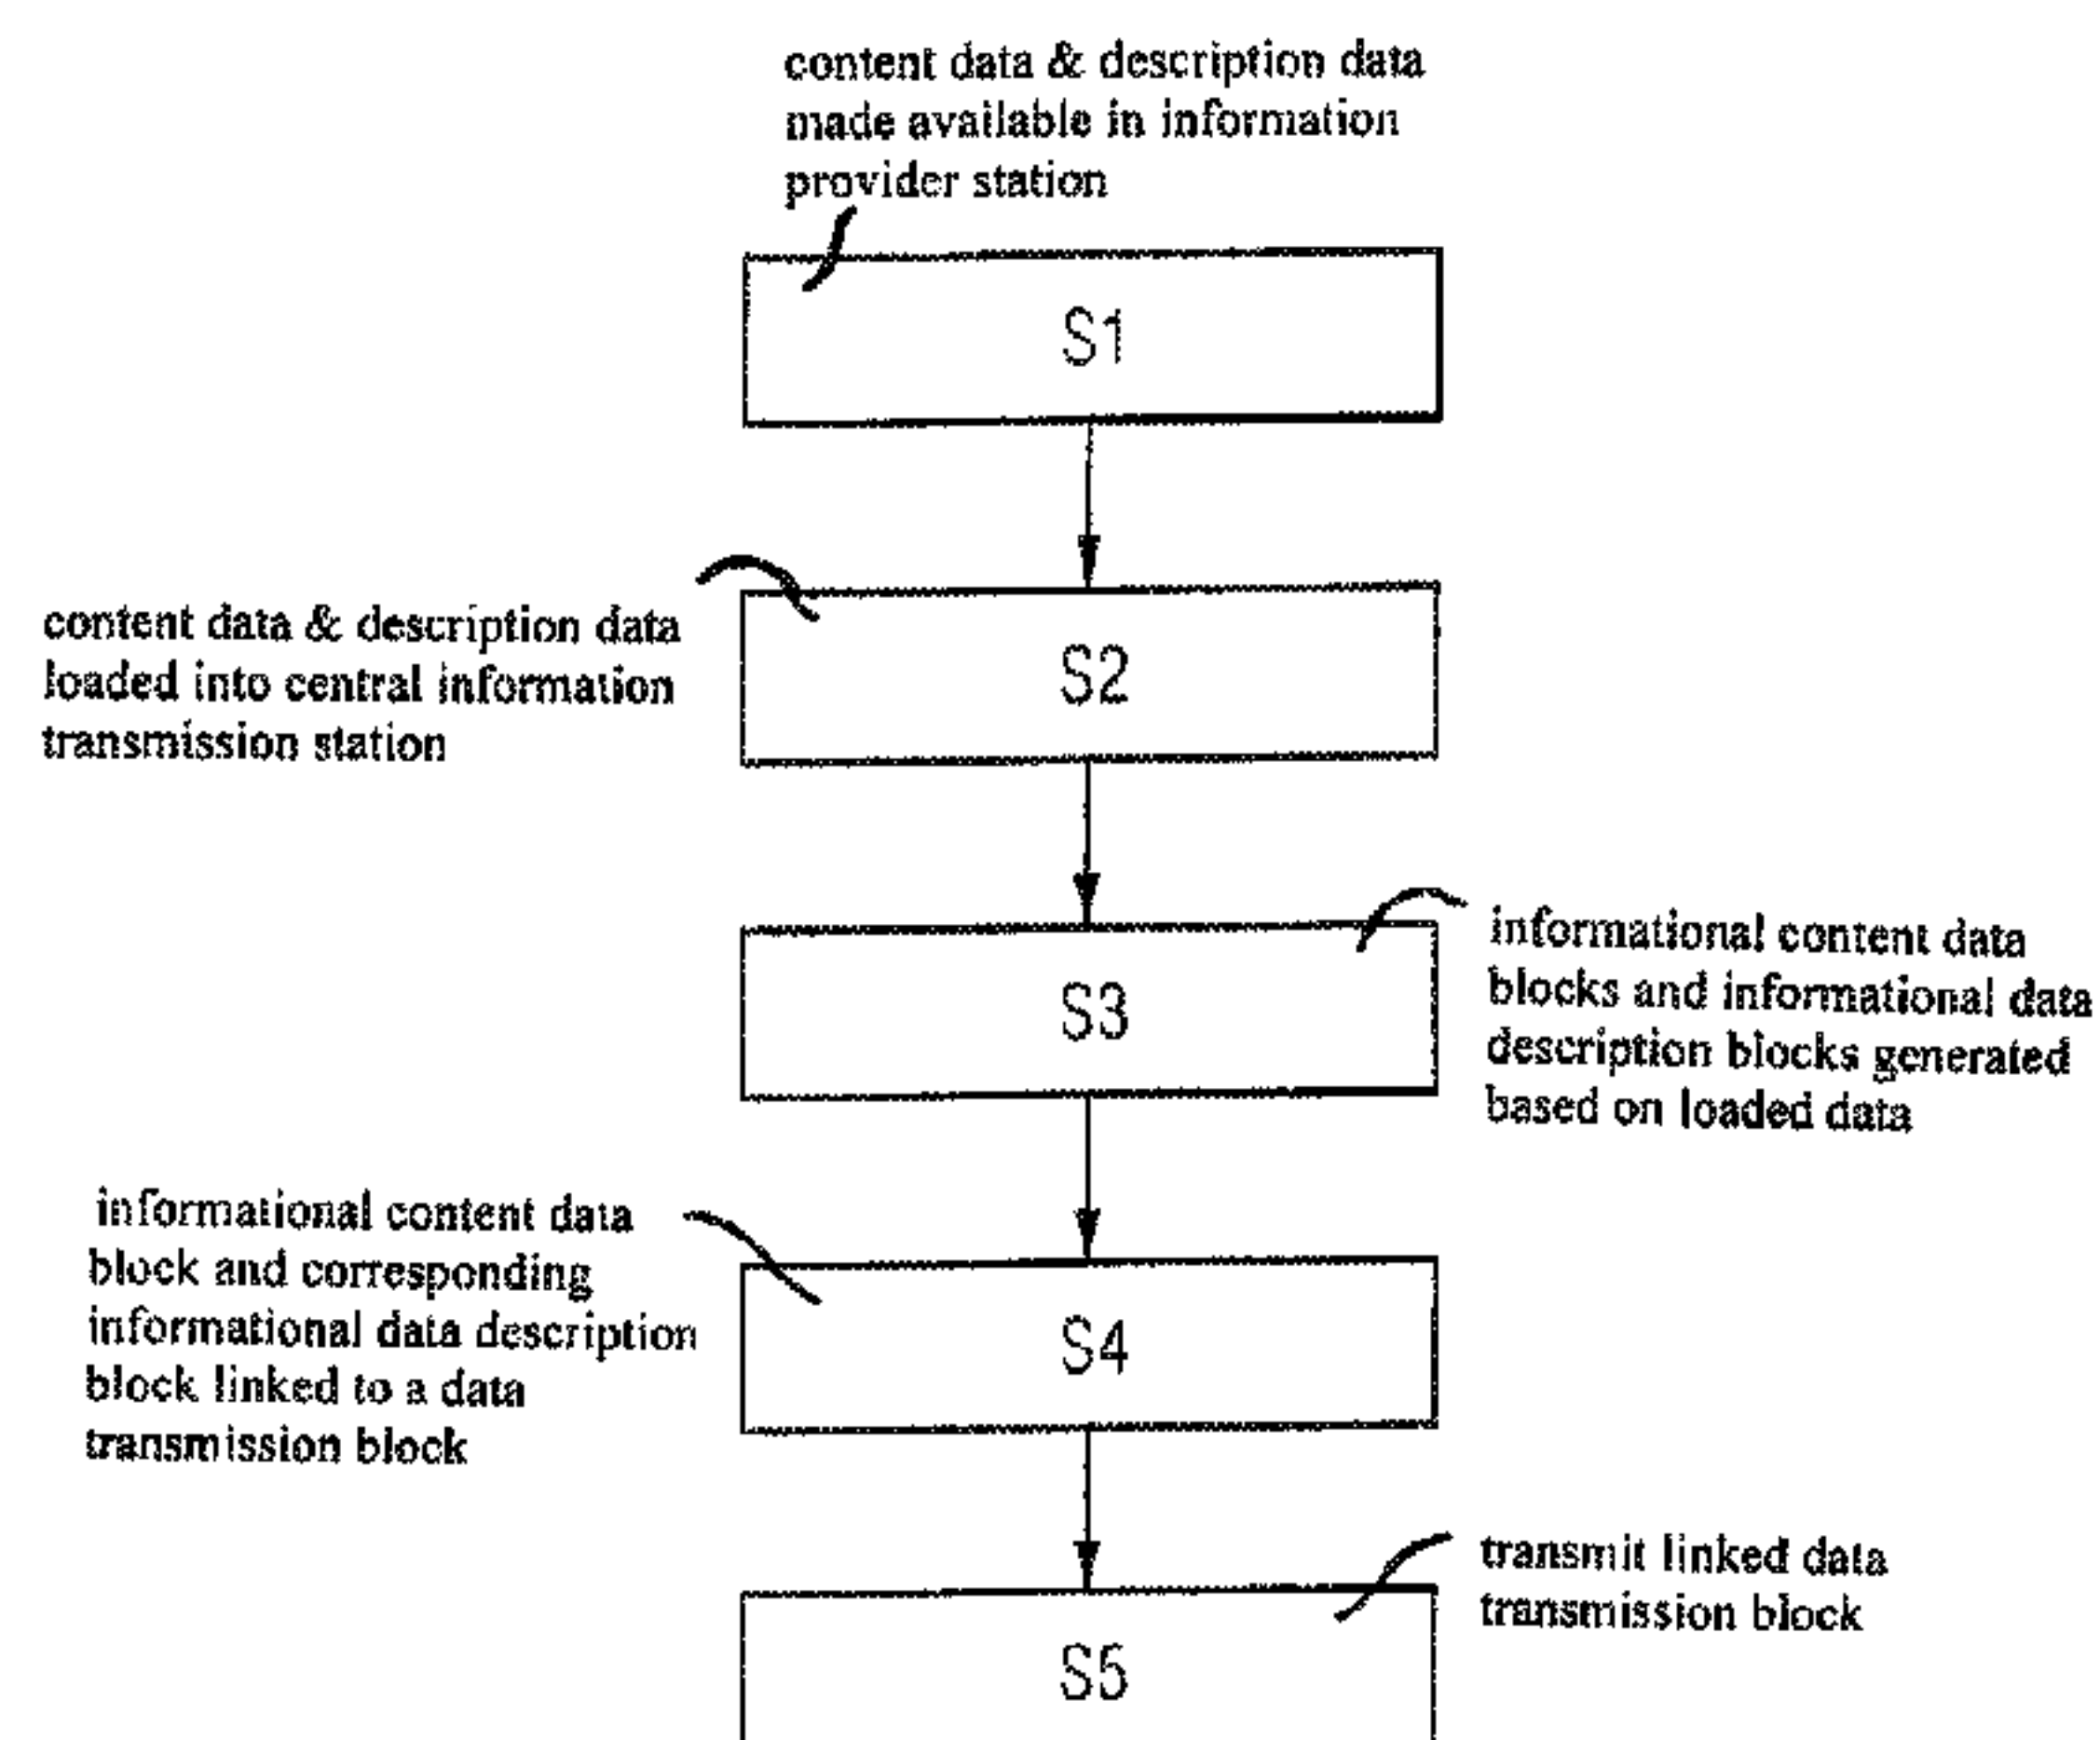 content data & description data
made available in information
provider station
S1
content data & description data
loaded into central information
transmission station
S2
informational content data
blocks and informational data
description blocks generated
based on loaded data
S3
informational content data
block and corresponding
informational data description
block linked to a data
transmission block
S4
transmit linked data
transmission block
S5